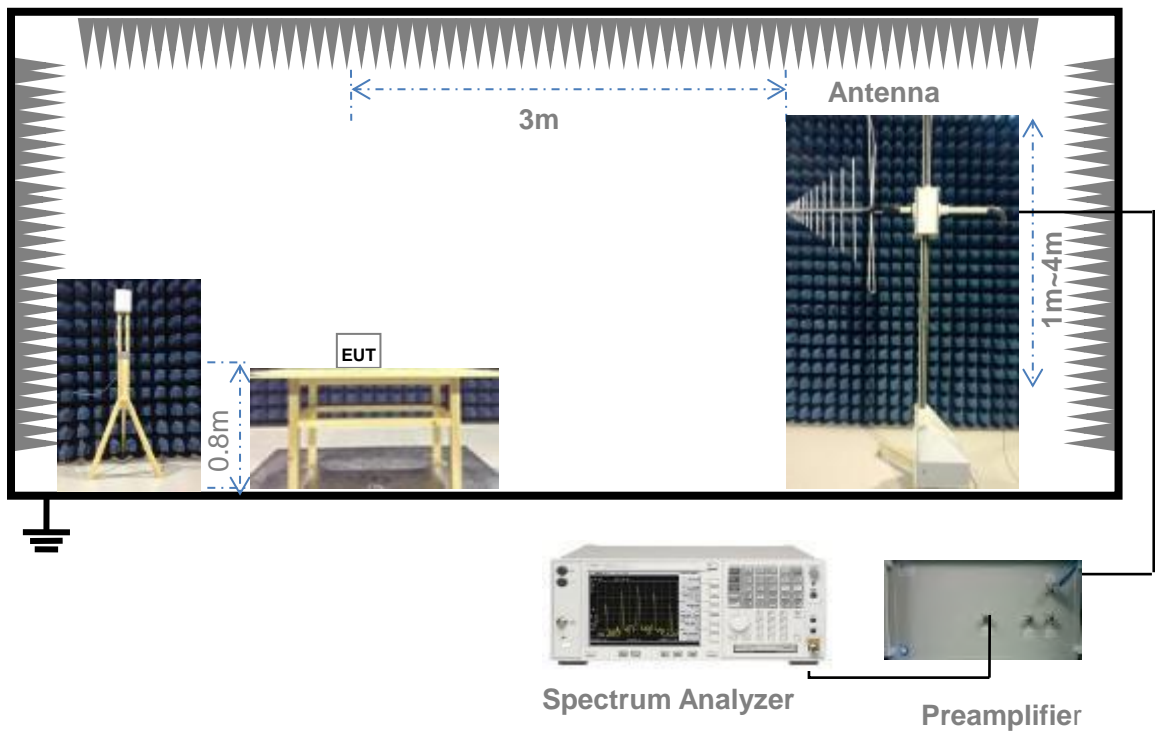 Antenna
3m
1m~4m
EUT
0.8m
Spectrum Analyzer
Preamplifier